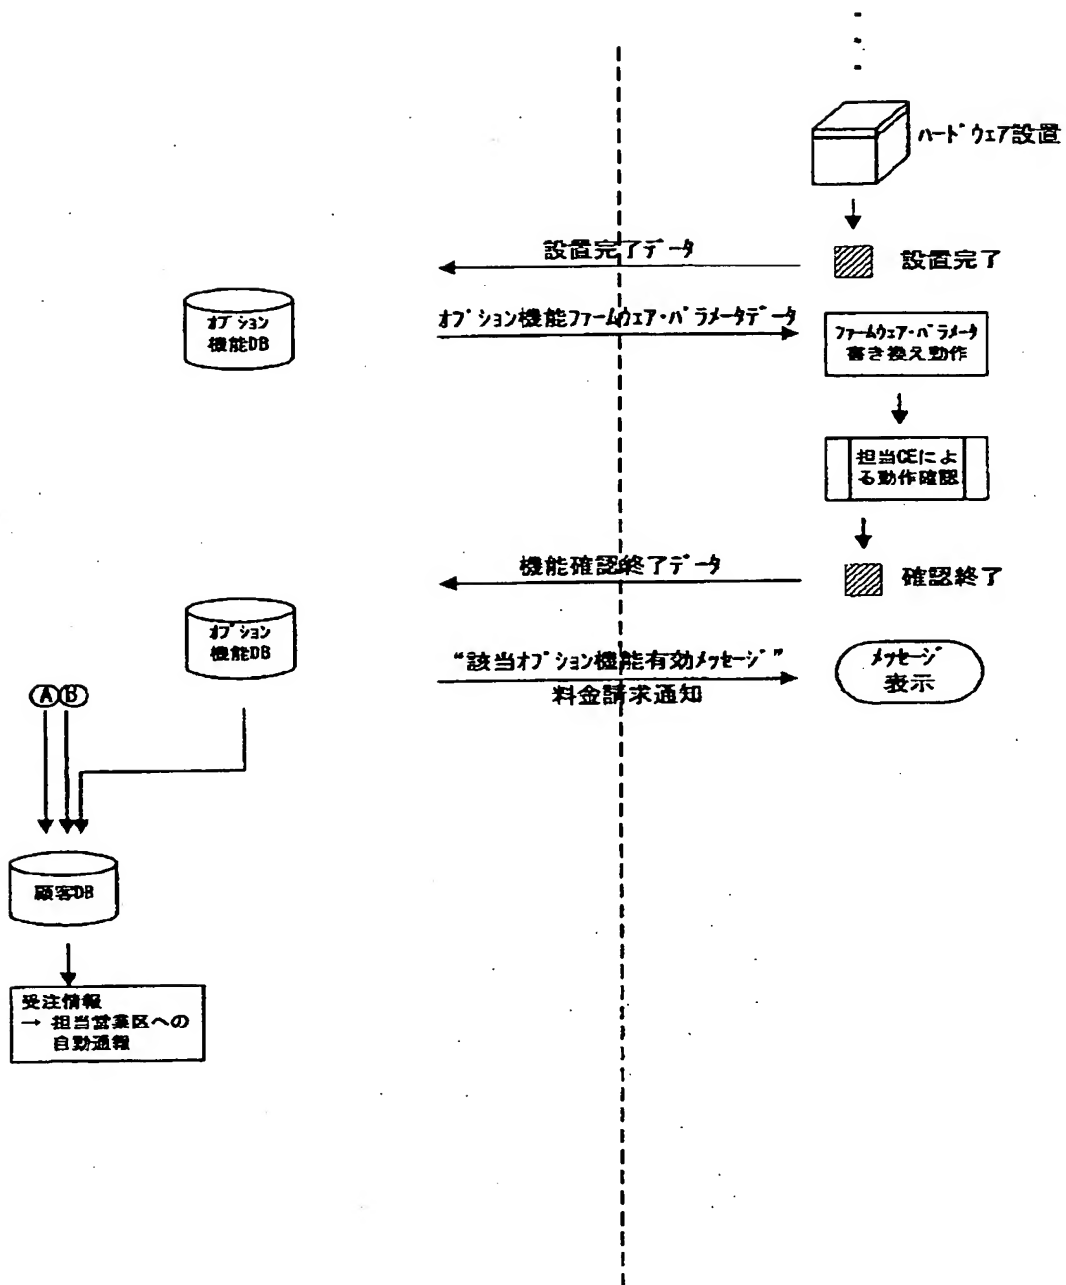 ハードウェア設置
設置完了データ
設置完了
オプション
機能DB
オプション機能ファームウェア・パラメータデータ
ファームウェア・パラメータ
書き換え動作
担当CEによ
る動作確認
機能確認終了データ
確認終了
オプション
機能DB
“該当オプション機能有効メッセージ”
料金請求通知
メッセージ
表示
A B
顧客DB
受注情報
→ 担当営業区への
自動通報